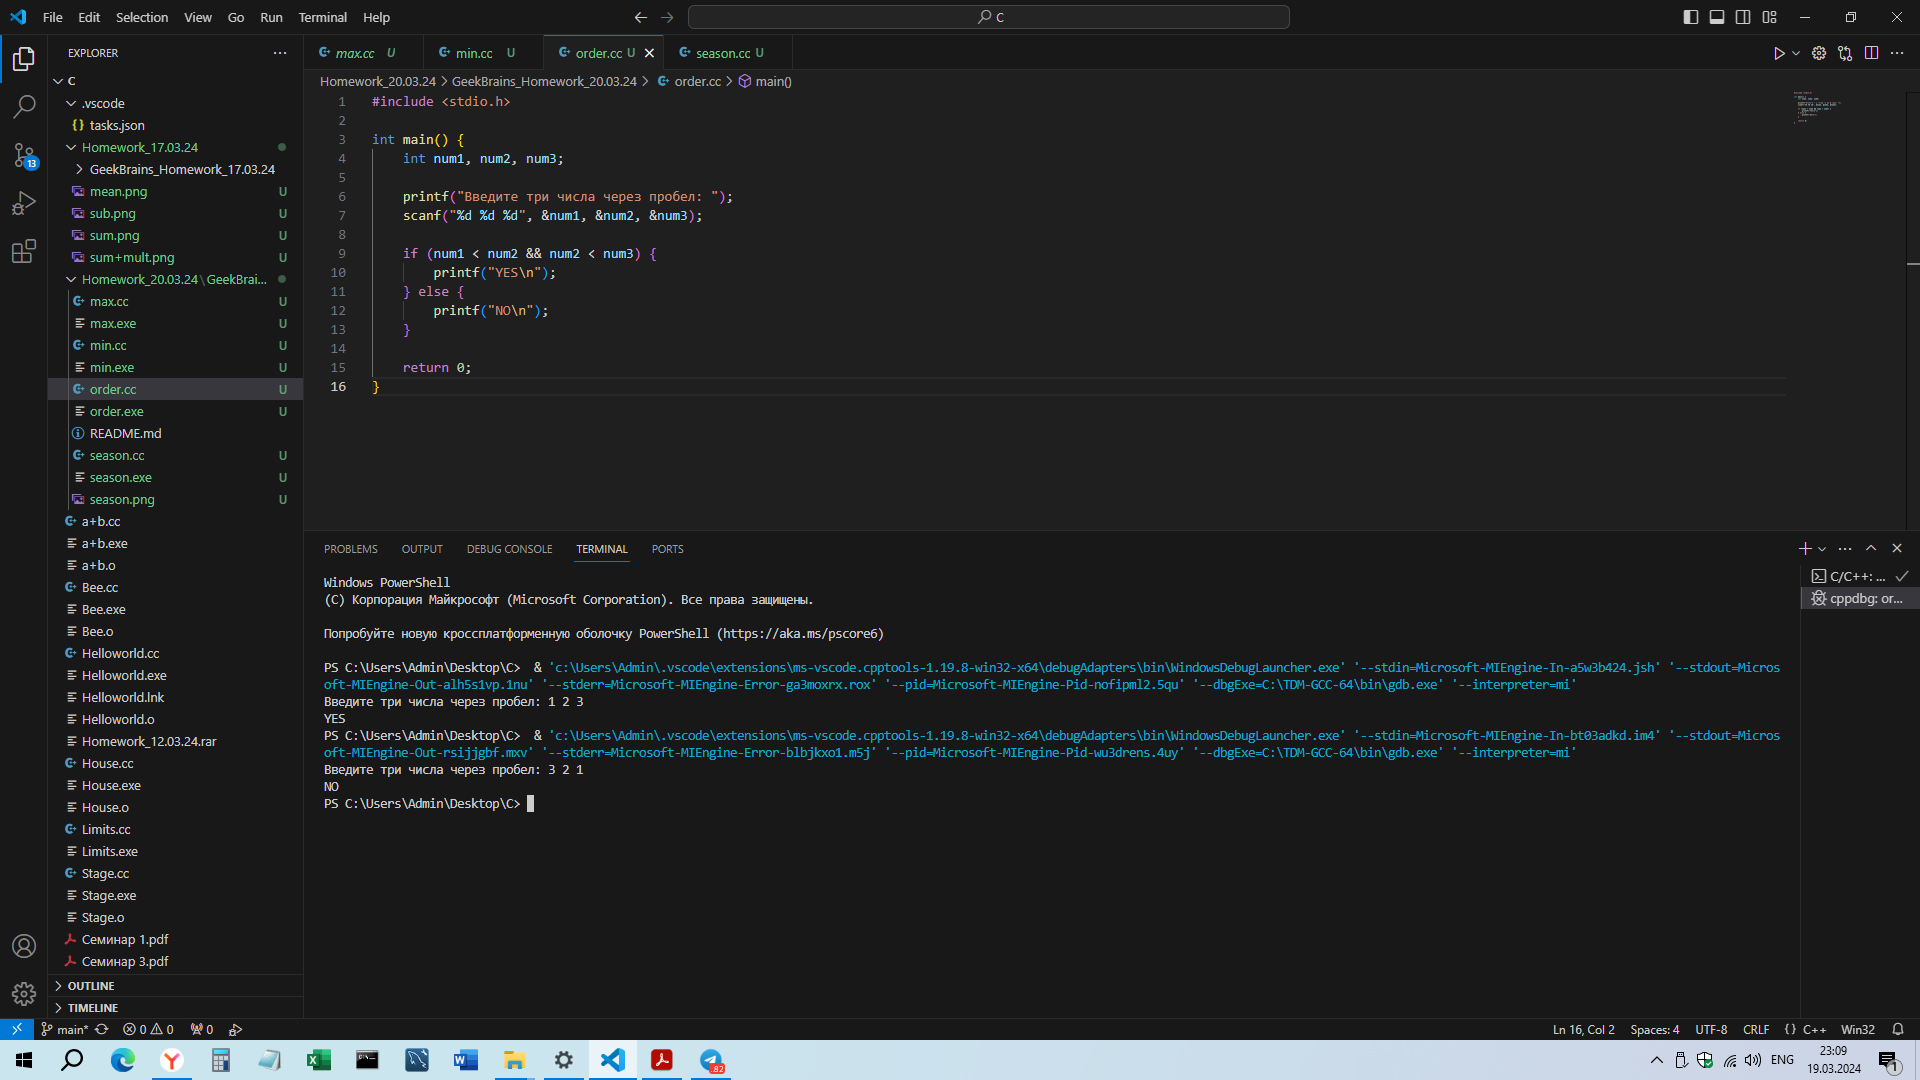 File Edit Selection View Go Run Terminal Help
C
EXPLORER
C
.vscode
tasks.json
Homework_17.03.24
GeekBrains_Homework_17.03.24
mean.png U
sub.png U
sum.png U
sum+mult.png U
Homework_20.03.24\GeekBrai...
max.cc U
max.exe U
min.cc U
min.exe U
order.cc U
order.exe U
README.md
season.cc U
season.exe U
season.png U
a+b.cc
a+b.exe
a+b.o
Bee.cc
Bee.exe
Bee.o
Helloworld.cc
Helloworld.exe
Helloworld.lnk
Helloworld.o
Homework_12.03.24.rar
House.cc
House.exe
House.o
Limits.cc
Limits.exe
Stage.cc
Stage.exe
Stage.o
Семинар 1.pdf
Семинар 3.pdf
OUTLINE
TIMELINE
13
max.cc U min.cc U order.cc U season.cc U
Homework_20.03.24 > GeekBrains_Homework_20.03.24 > order.cc > main()
1 #include <stdio.h>
2
3 int main() {
4 int num1, num2, num3;
5
6 printf("Введите три числа через пробел: ");
7 scanf("%d %d %d", &num1, &num2, &num3);
8
9 if (num1 < num2 && num2 < num3) {
10 printf("YES\n");
11 } else {
12 printf("NO\n");
13 }
14
15 return 0;
16 }
PROBLEMS OUTPUT DEBUG CONSOLE TERMINAL PORTS
Windows PowerShell
(C) Корпорация Майкрософт (Microsoft Corporation). Все права защищены.
Попробуйте новую кроссплатформенную оболочку PowerShell (https://aka.ms/pscore6)
PS C:\Users\Admin\Desktop\C> & 'c:\Users\Admin\.vscode\extensions\ms-vscode.cpptools-1.19.8-win32-x64\debugAdapters\bin\WindowsDebugLauncher.exe' '--stdin=Microsoft-MIEngine-In-a5w3b424.jsh' '--stdout=Micros
oft-MIEngine-Out-alh5s1vp.1nu' '--stderr=Microsoft-MIEngine-Error-ga3moxrx.rox' '--pid=Microsoft-MIEngine-Pid-nofipml2.5qu' '--dbgExe=C:\TDM-GCC-64\bin\gdb.exe' '--interpreter=mi'
Введите три числа через пробел: 1 2 3
YES
PS C:\Users\Admin\Desktop\C> & 'c:\Users\Admin\.vscode\extensions\ms-vscode.cpptools-1.19.8-win32-x64\debugAdapters\bin\WindowsDebugLauncher.exe' '--stdin=Microsoft-MIEngine-In-bt03adkd.im4' '--stdout=Micros
oft-MIEngine-Out-rsijjgbf.mxv' '--stderr=Microsoft-MIEngine-Error-blbjkxo1.m5j' '--pid=Microsoft-MIEngine-Pid-wu3drens.4uy' '--dbgExe=C:\TDM-GCC-64\bin\gdb.exe' '--interpreter=mi'
Введите три числа через пробел: 3 2 1
NO
PS C:\Users\Admin\Desktop\C>
C/C++: ...
cppdbg: or...
main* 0 0 0
Ln 16, Col 2 Spaces: 4 UTF-8 CRLF {} C++ Win32
82
ENG
23:09
19.03.2024
1